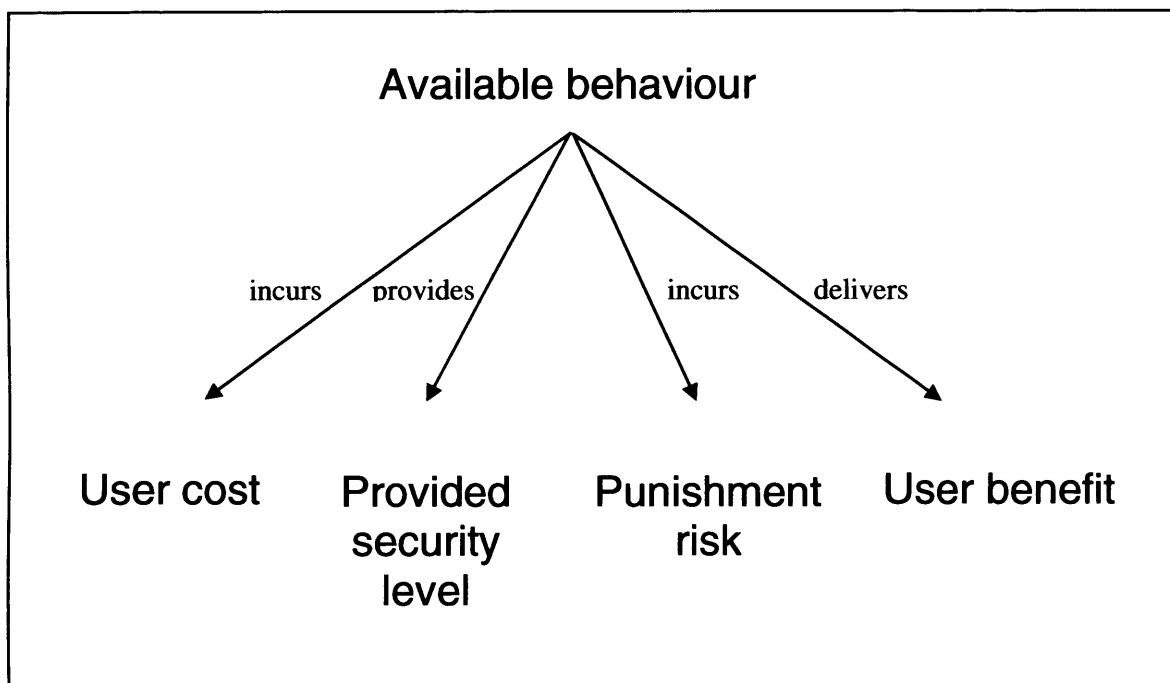 Available behaviour
incurs provides incurs delivers
User cost Provided Punishment User benefit
security risk
level